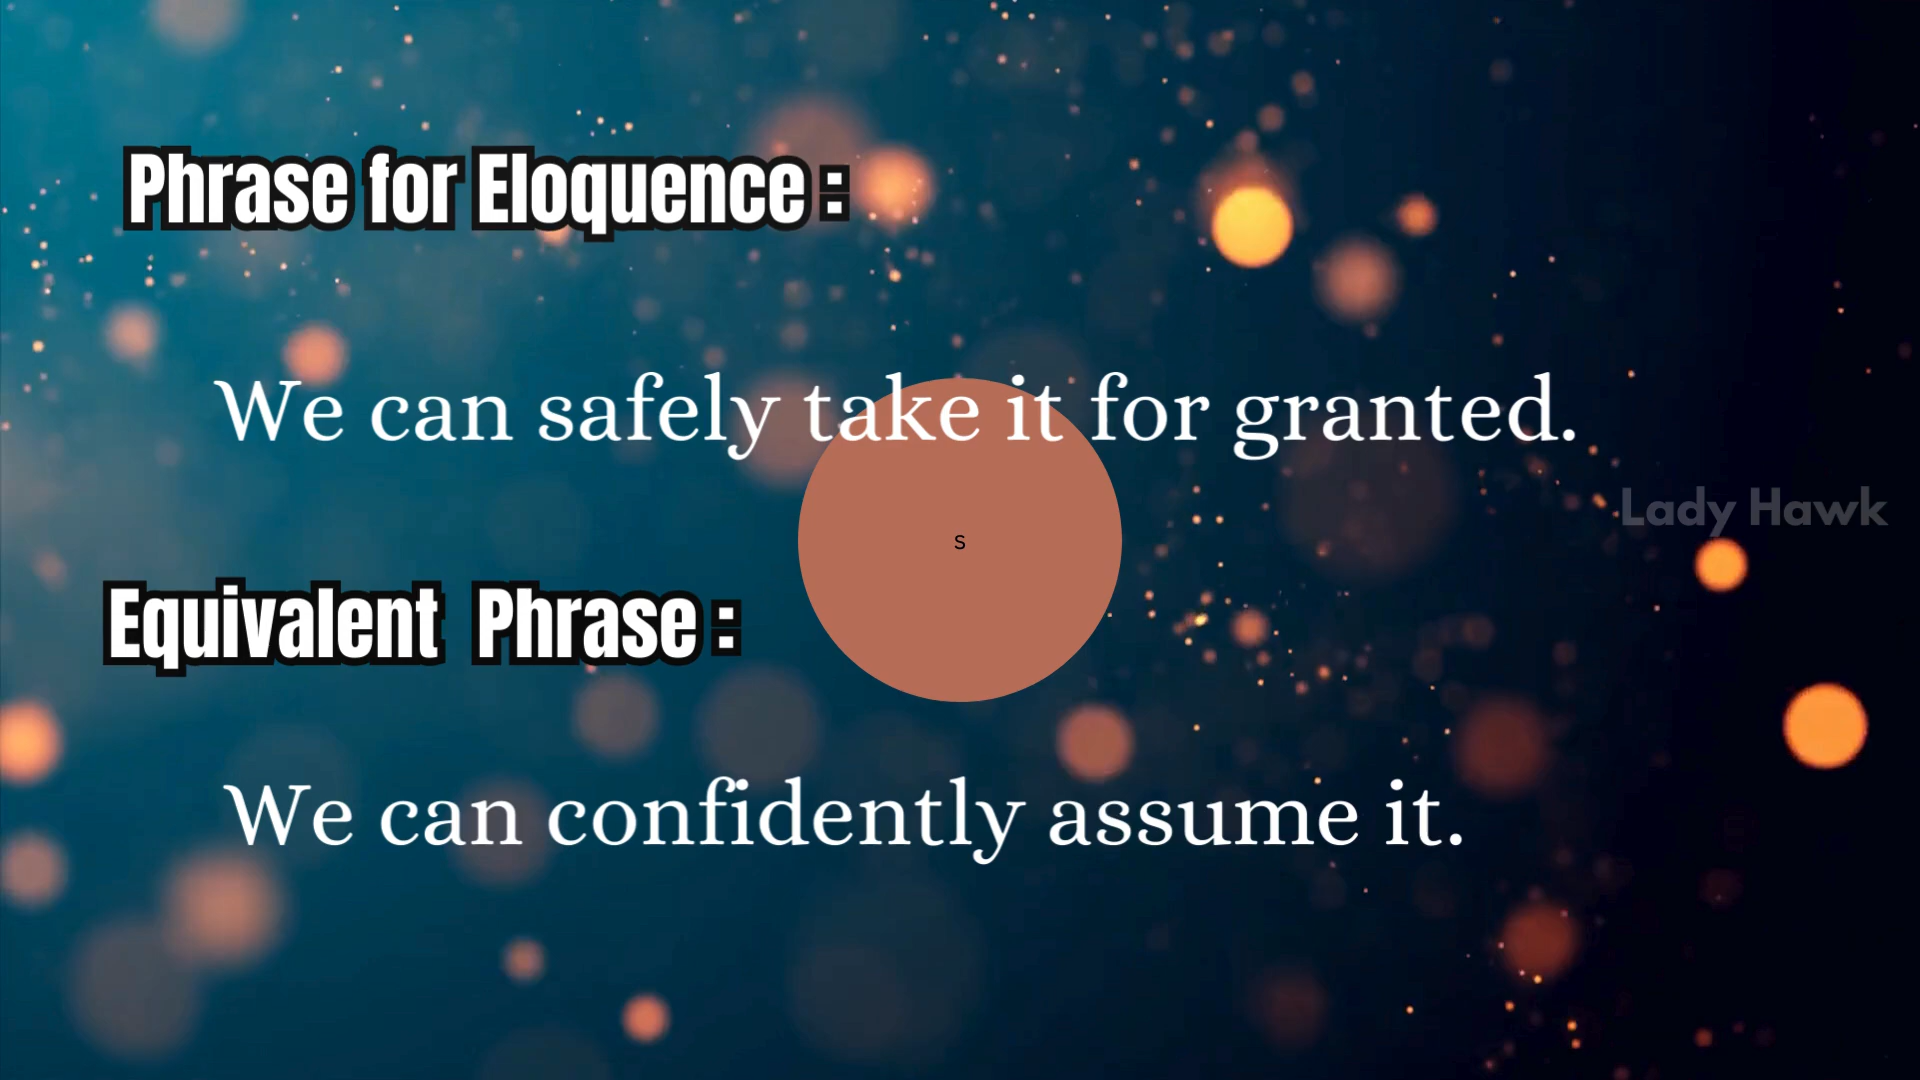 Phrase for Eloquence :
We can safely take it for granted.
s
Lady Hawk
Equivalent Phrase :
We can confidently assume it.